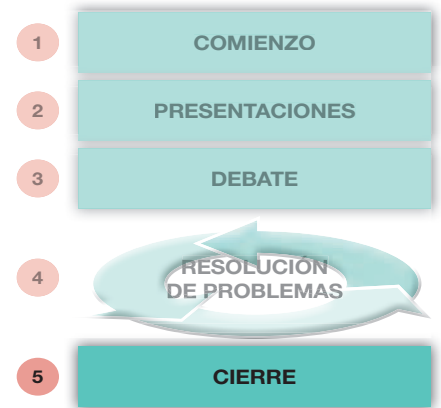 1 COMIENZO
2 PRESENTACIONES
3 DEBATE
4 RESOLUCIÓN
DE PROBLEMAS
5 CIERRE